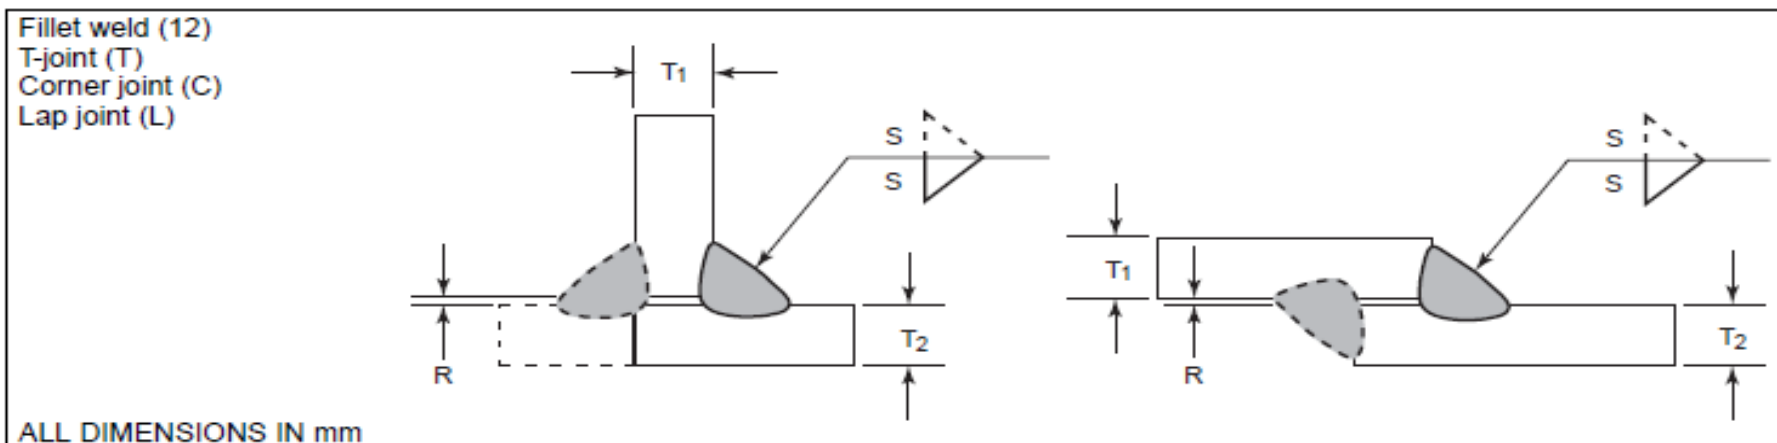 Fillet weld (12)
T-joint (T)
Corner joint (C)
Lap joint (L)
T1
S
S
R
T2
S
S
T1
R
T2
ALL DIMENSIONS IN mm